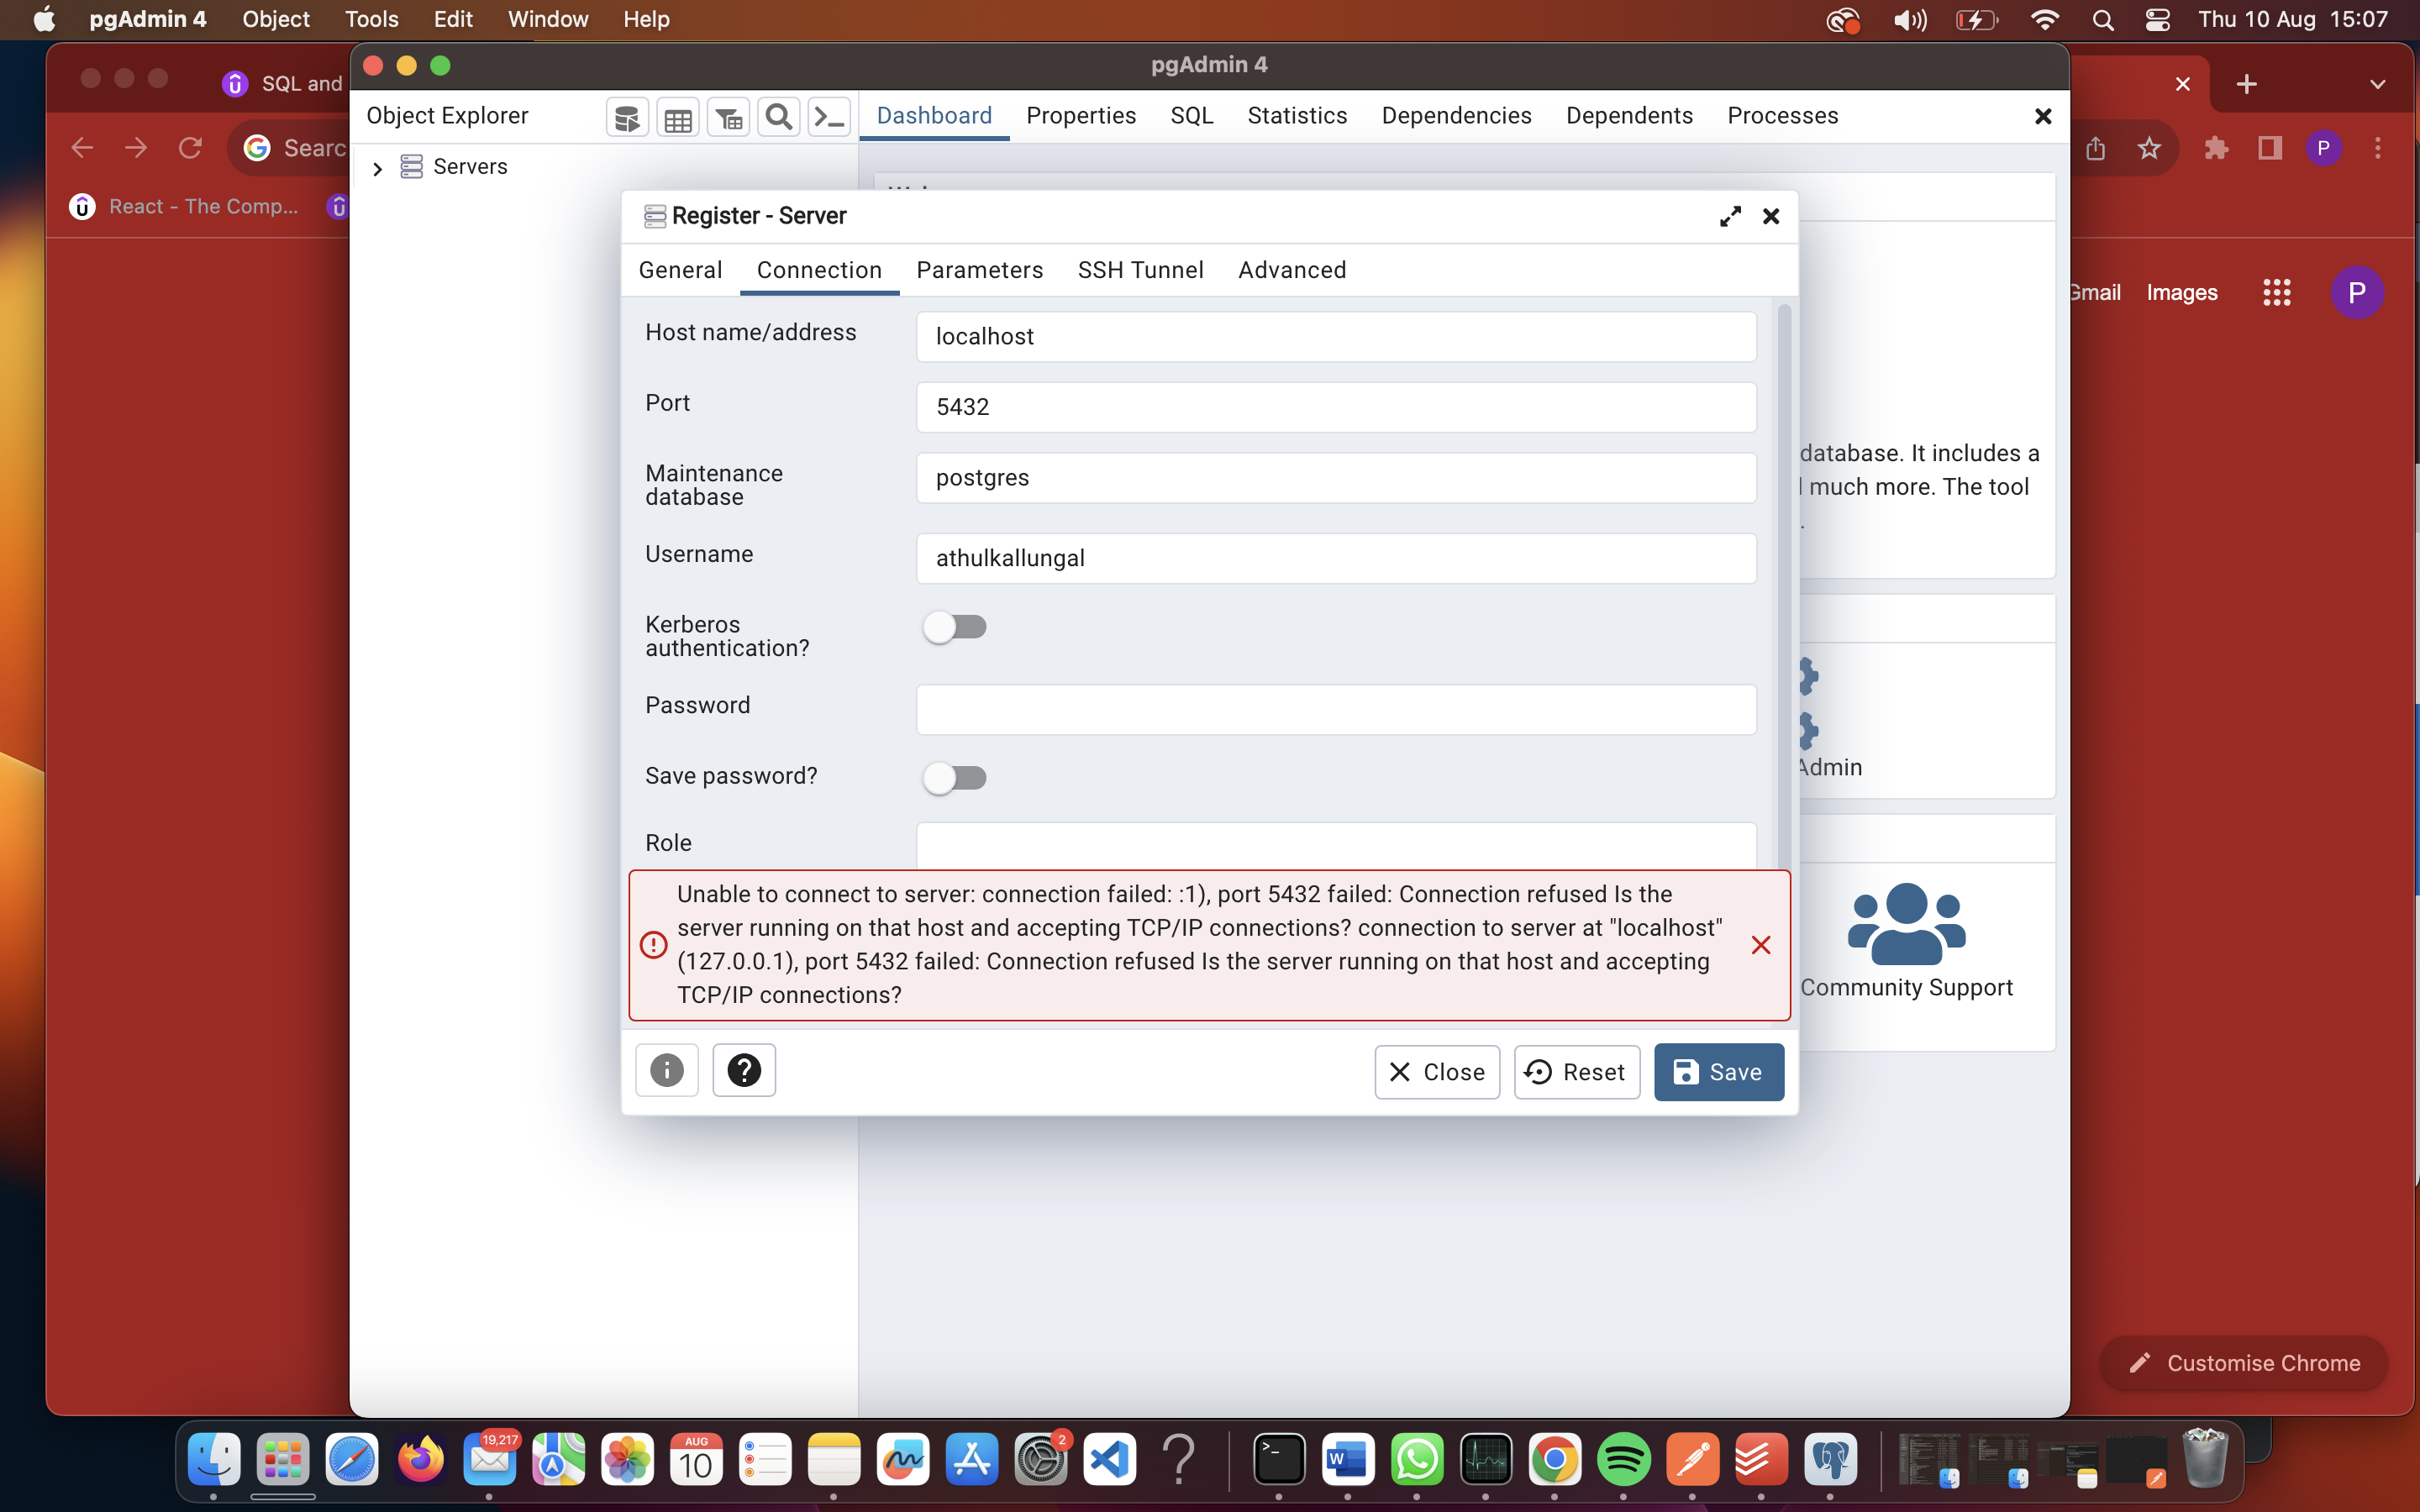 pgAdmin 4 Object Tools Edit Window Help Thu 10 Aug 15:07
SQL and
pgAdmin 4
Searc
React - The Comp...
Object Explorer
Dashboard Properties SQL Statistics Dependencies Dependents Processes
Servers
Register - Server
General Connection Parameters SSH Tunnel Advanced
Host name/address localhost
Port 5432
Maintenance
database
postgres
Username athulkallungal
Kerberos
authentication?
Password
Save password?
Role
Unable to connect to server: connection failed: :1), port 5432 failed: Connection refused Is the
server running on that host and accepting TCP/IP connections? connection to server at "localhost"
(127.0.0.1), port 5432 failed: Connection refused Is the server running on that host and accepting
TCP/IP connections?
Close Reset Save
database. It includes a
much more. The tool
.
Admin
Community Support
P
Gmail Images P
Customise Chrome
19,217
AUG
10
2
>_
W